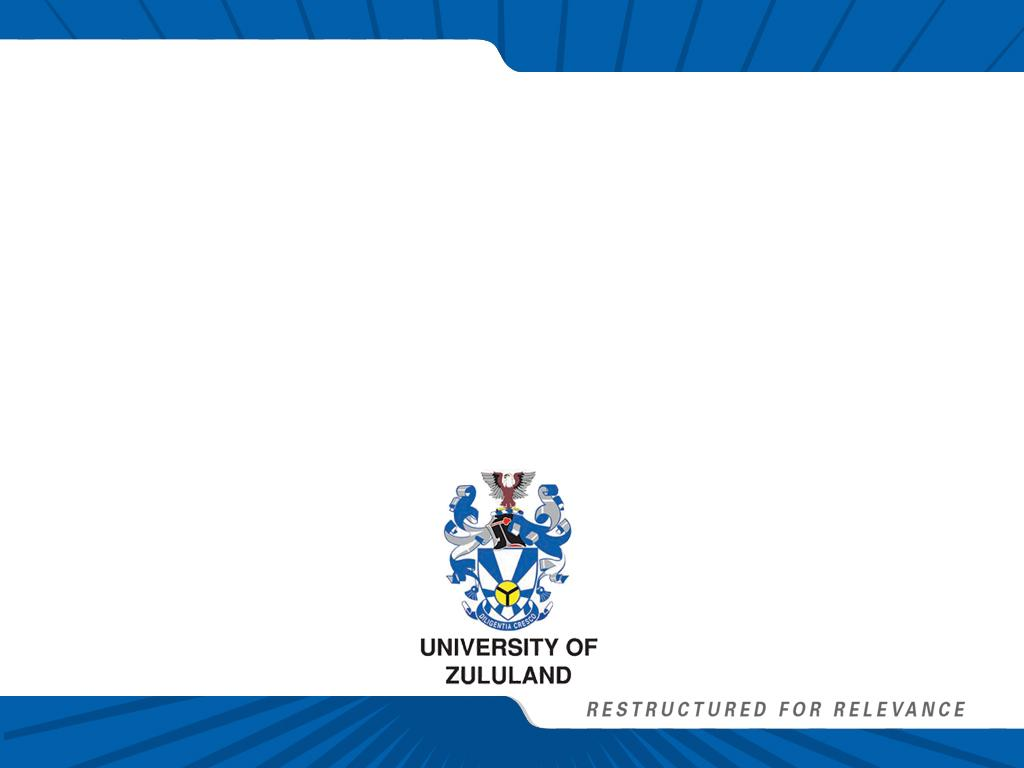 DILIGENTIA CRESCO
UNIVERSITY OF
ZULULAND
RESTRUCTURED FOR RELEVANCE